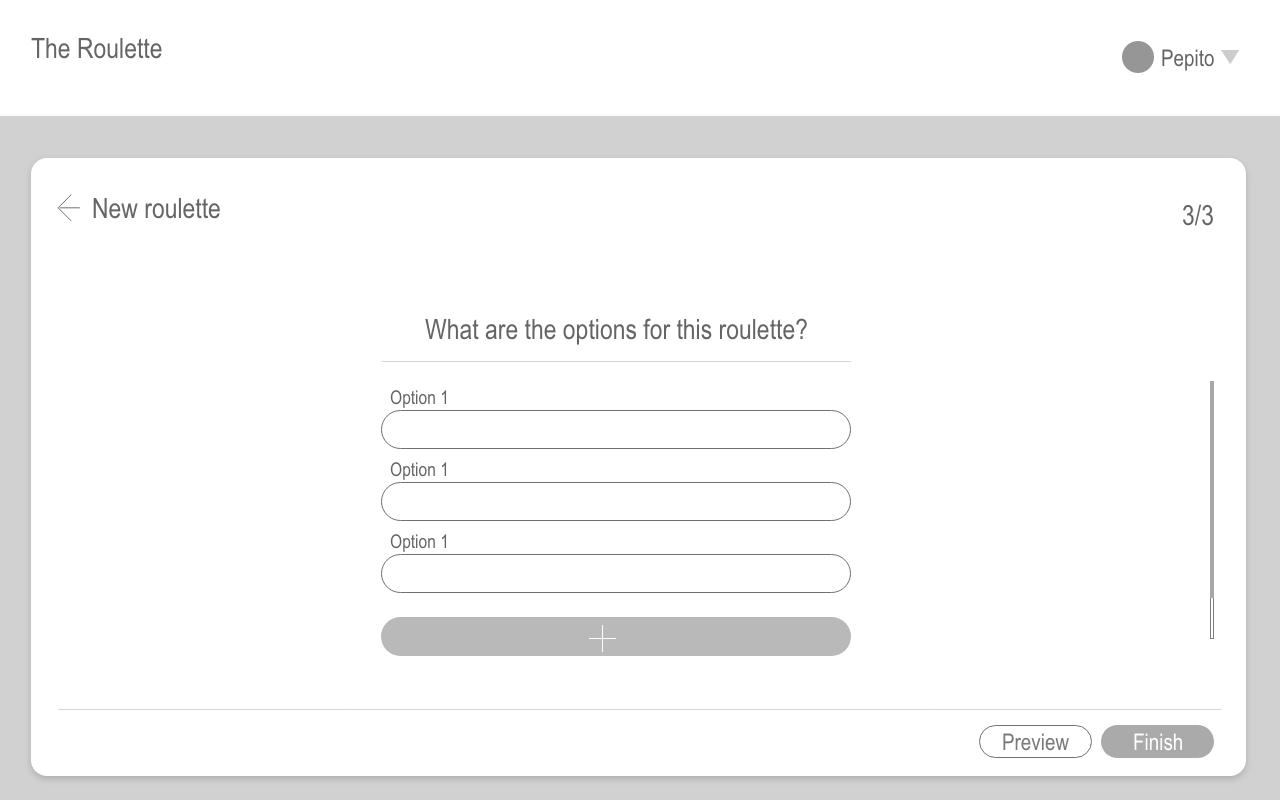 The Roulette
Pepito
New roulette
3/3
What are the options for this roulette?
Option 1
Option 1
Option 1
Preview
Finish